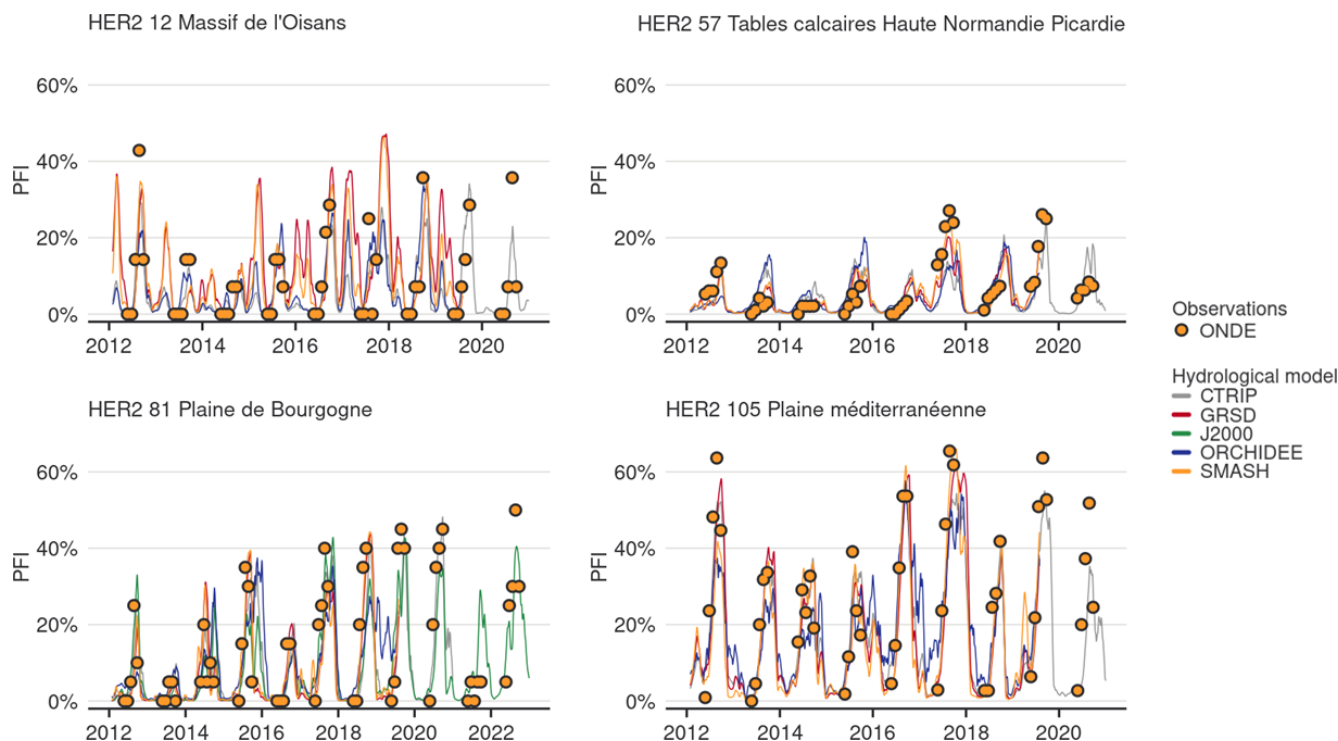 HER2 12 Massif de l'Oisans
60%
40%
20%
0%
PFI
2012 2014 2016 2018 2020
HER2 57 Tables calcaires Haute Normandie Picardie
60%
40%
20%
0%
PFI
2012 2014 2016 2018 2020
HER2 81 Plaine de Bourgogne
60%
40%
20%
0%
PFI
2012 2014 2016 2018 2020 2022
HER2 105 Plaine méditerranéenne
60%
40%
20%
0%
PFI
2012 2014 2016 2018 2020
Observations
ONDE
Hydrological model
CTRIP
GRSD
J2000
ORCHIDEE
SMASH